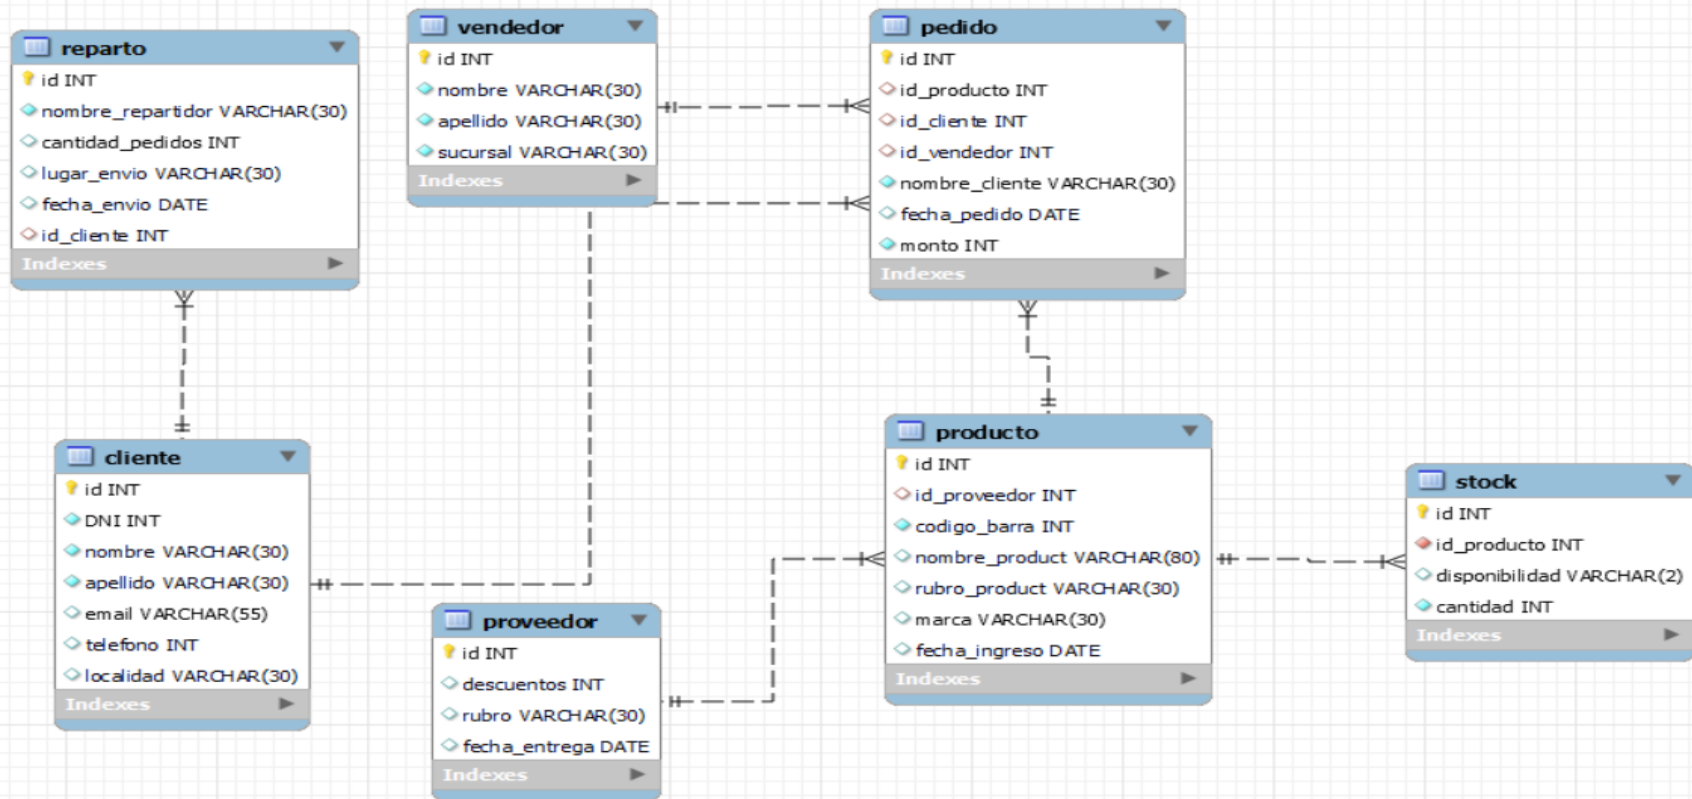 reparto
id INT
nombre_repartidor VARCHAR(30)
cantidad_pedidos INT
lugar_envio VARCHAR(30)
fecha_envio DATE
id_cliente INT
Indexes
vendedor
id INT
nombre VARCHAR(30)
apellido VARCHAR(30)
sucursal VARCHAR(30)
Indexes
pedido
id INT
id_producto INT
id_cliente INT
id_vendedor INT
nombre_cliente VARCHAR(30)
fecha_pedido DATE
monto INT
Indexes
cliente
id INT
DNI INT
nombre VARCHAR(30)
apellido VARCHAR(30)
email VARCHAR(55)
telefono INT
localidad VARCHAR(30)
Indexes
proveedor
id INT
descuentos INT
rubro VARCHAR(30)
fecha_entrega DATE
Indexes
producto
id INT
id_proveedor INT
codigo_barra INT
nombre_product VARCHAR(80)
rubro_product VARCHAR(30)
marca VARCHAR(30)
fecha_ingreso DATE
Indexes
stock
id INT
id_producto INT
disponibilidad VARCHAR(2)
cantidad INT
Indexes